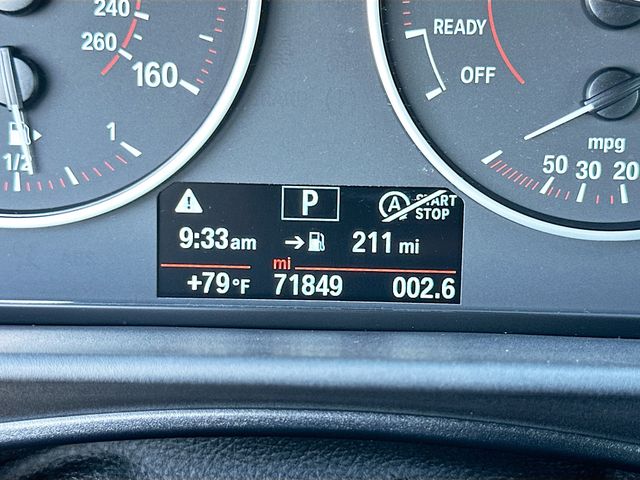 240
260
160
1/2
1
READY
OFF
mpg
50 30 20
P
A START STOP
9:33am
211 mi
mi
+79°F 71849 002.6